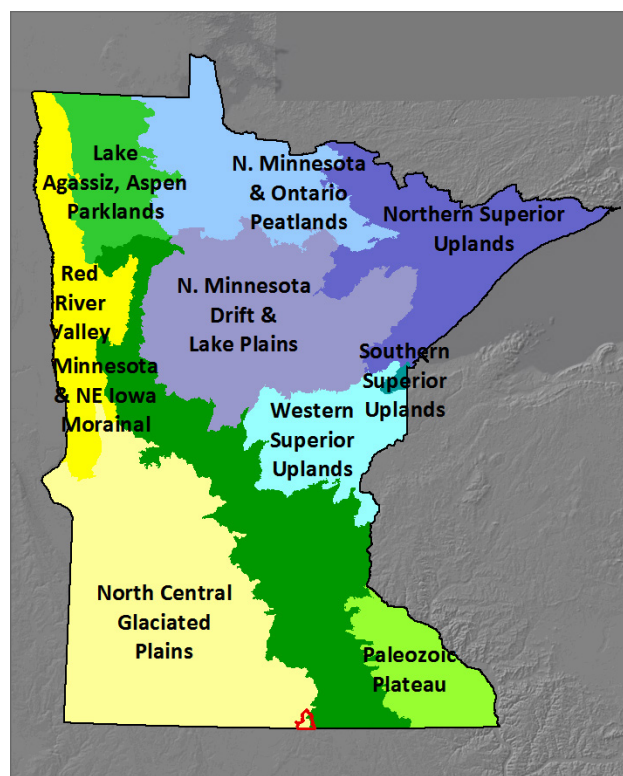 Lake
Agassiz, Aspen
Parklands
N. Minnesota
& Ontario
Peatlands
Northern Superior
Uplands
Red
River
Valley
N. Minnesota
Drift &
Lake Plains
Southern
Superior
Uplands
Minnesota
& NE Iowa
Morainal
Western
Superior
Uplands
North Central
Glaciated
Plains
Paleozoic
Plateau